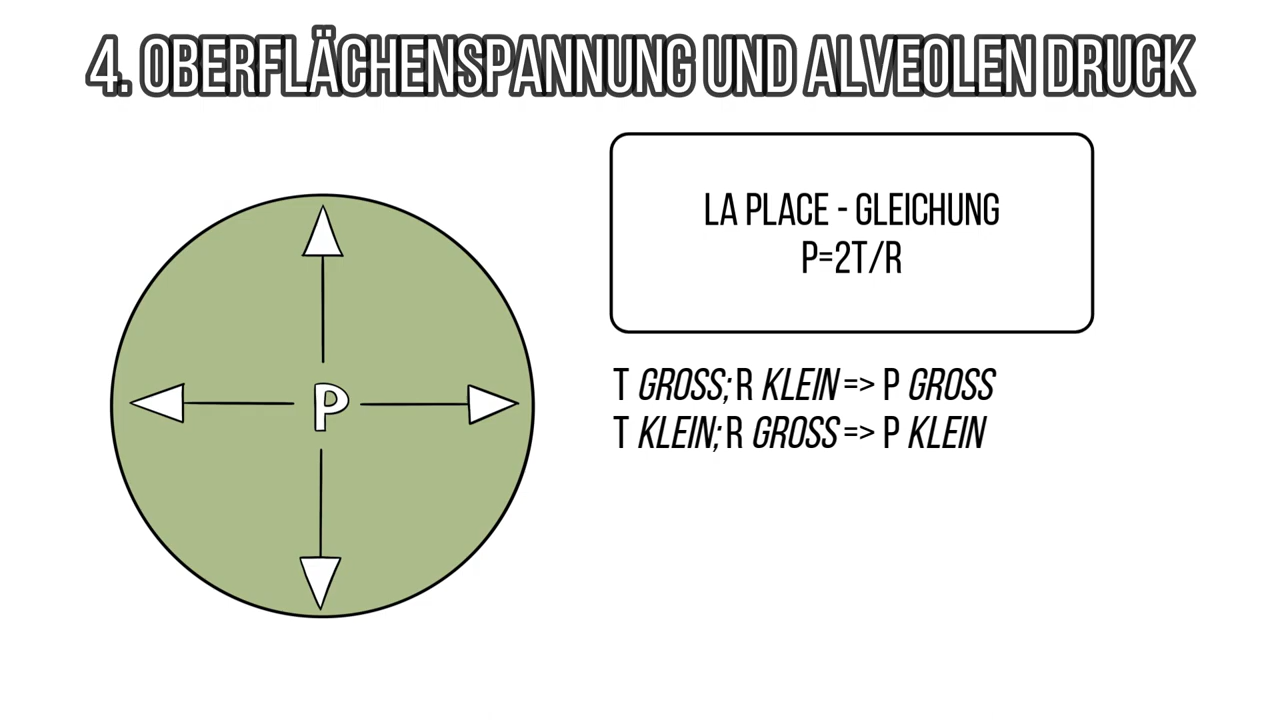 4. OBERFLÄCHENSPANNUNG UND ALVEOLEN DRUCK
LA PLACE - GLEICHUNG
P=2T/R
T GROSS; R KLEIN => P GROSS
T KLEIN; R GROSS => P KLEIN
P